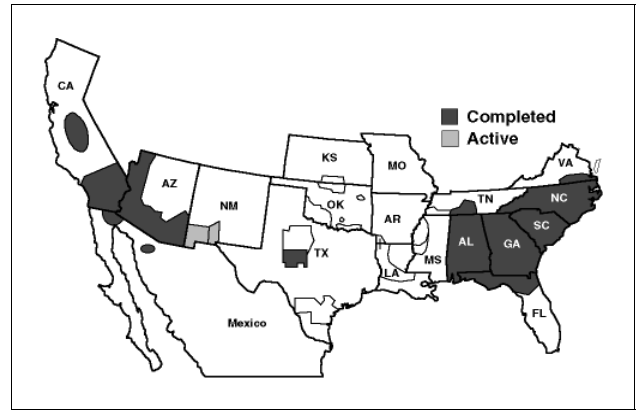 CA
Completed
Active
KS
MO
VA
AZ
NM
OK
AR
TN
NC
SC
TX
LA
MS
AL
GA
FL
Mexico